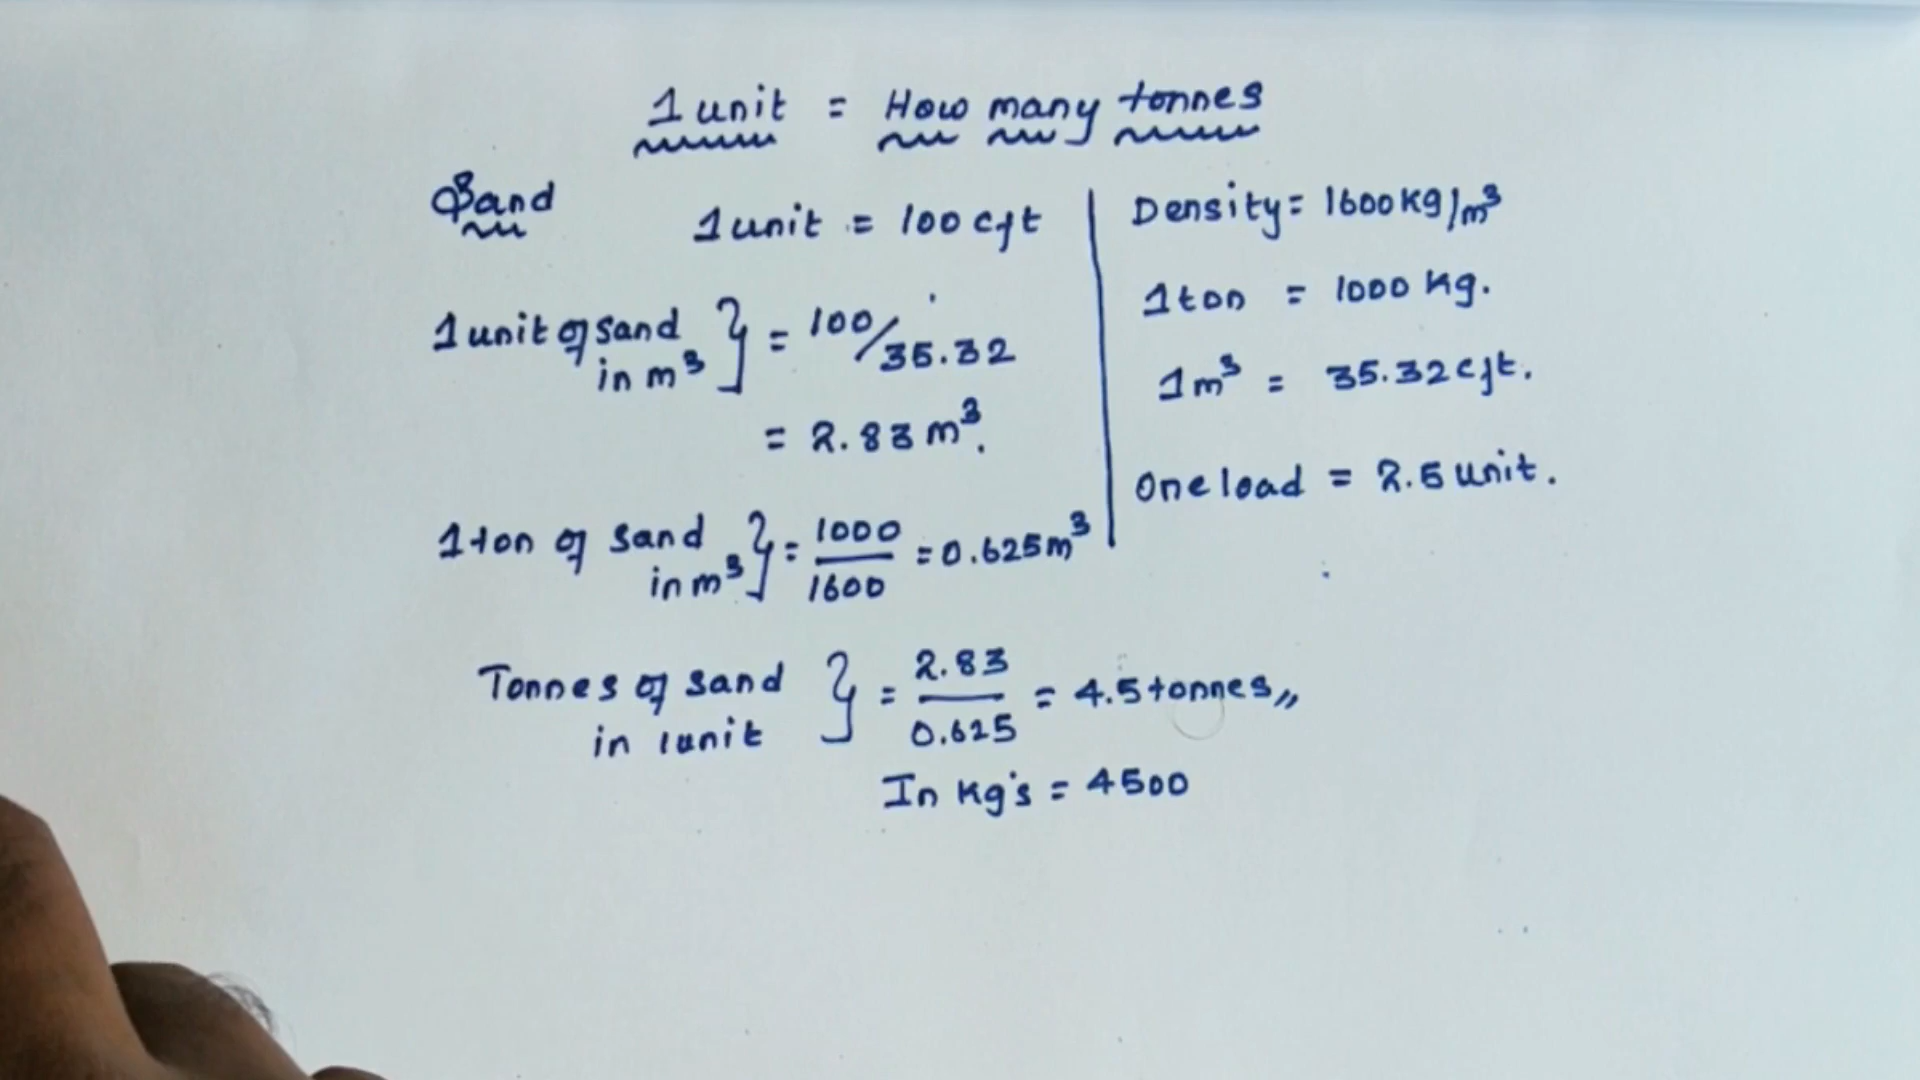 1 unit = How many tonnes
Sand
1 unit = 100 cft
1 unit of sand in m³ } = 100/35.32
= 2.83 m³.
1 ton of sand in m³ } = 1000/1600 = 0.625 m³
Tonnes of sand in 1 unit } = 2.83/0.625 = 4.5 tonnes,,
In Kg's = 4500
Density = 1600 Kg/m³
1 ton = 1000 Kg.
1 m³ = 35.32 cft.
One load = 2.5 unit.